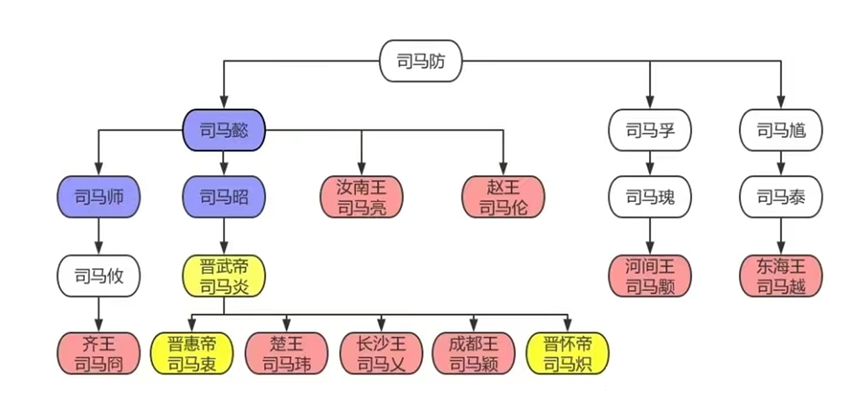 司马防
司马懿
司马孚
司马馗
司马师
司马昭
汝南王
司马亮
赵王
司马伦
司马瑰
司马泰
司马攸
晋武帝
司马炎
河间王
司马颙
东海王
司马越
齐王
司马冏
晋惠帝
司马衷
楚王
司马玮
长沙王
司马乂
成都王
司马颖
晋怀帝
司马炽